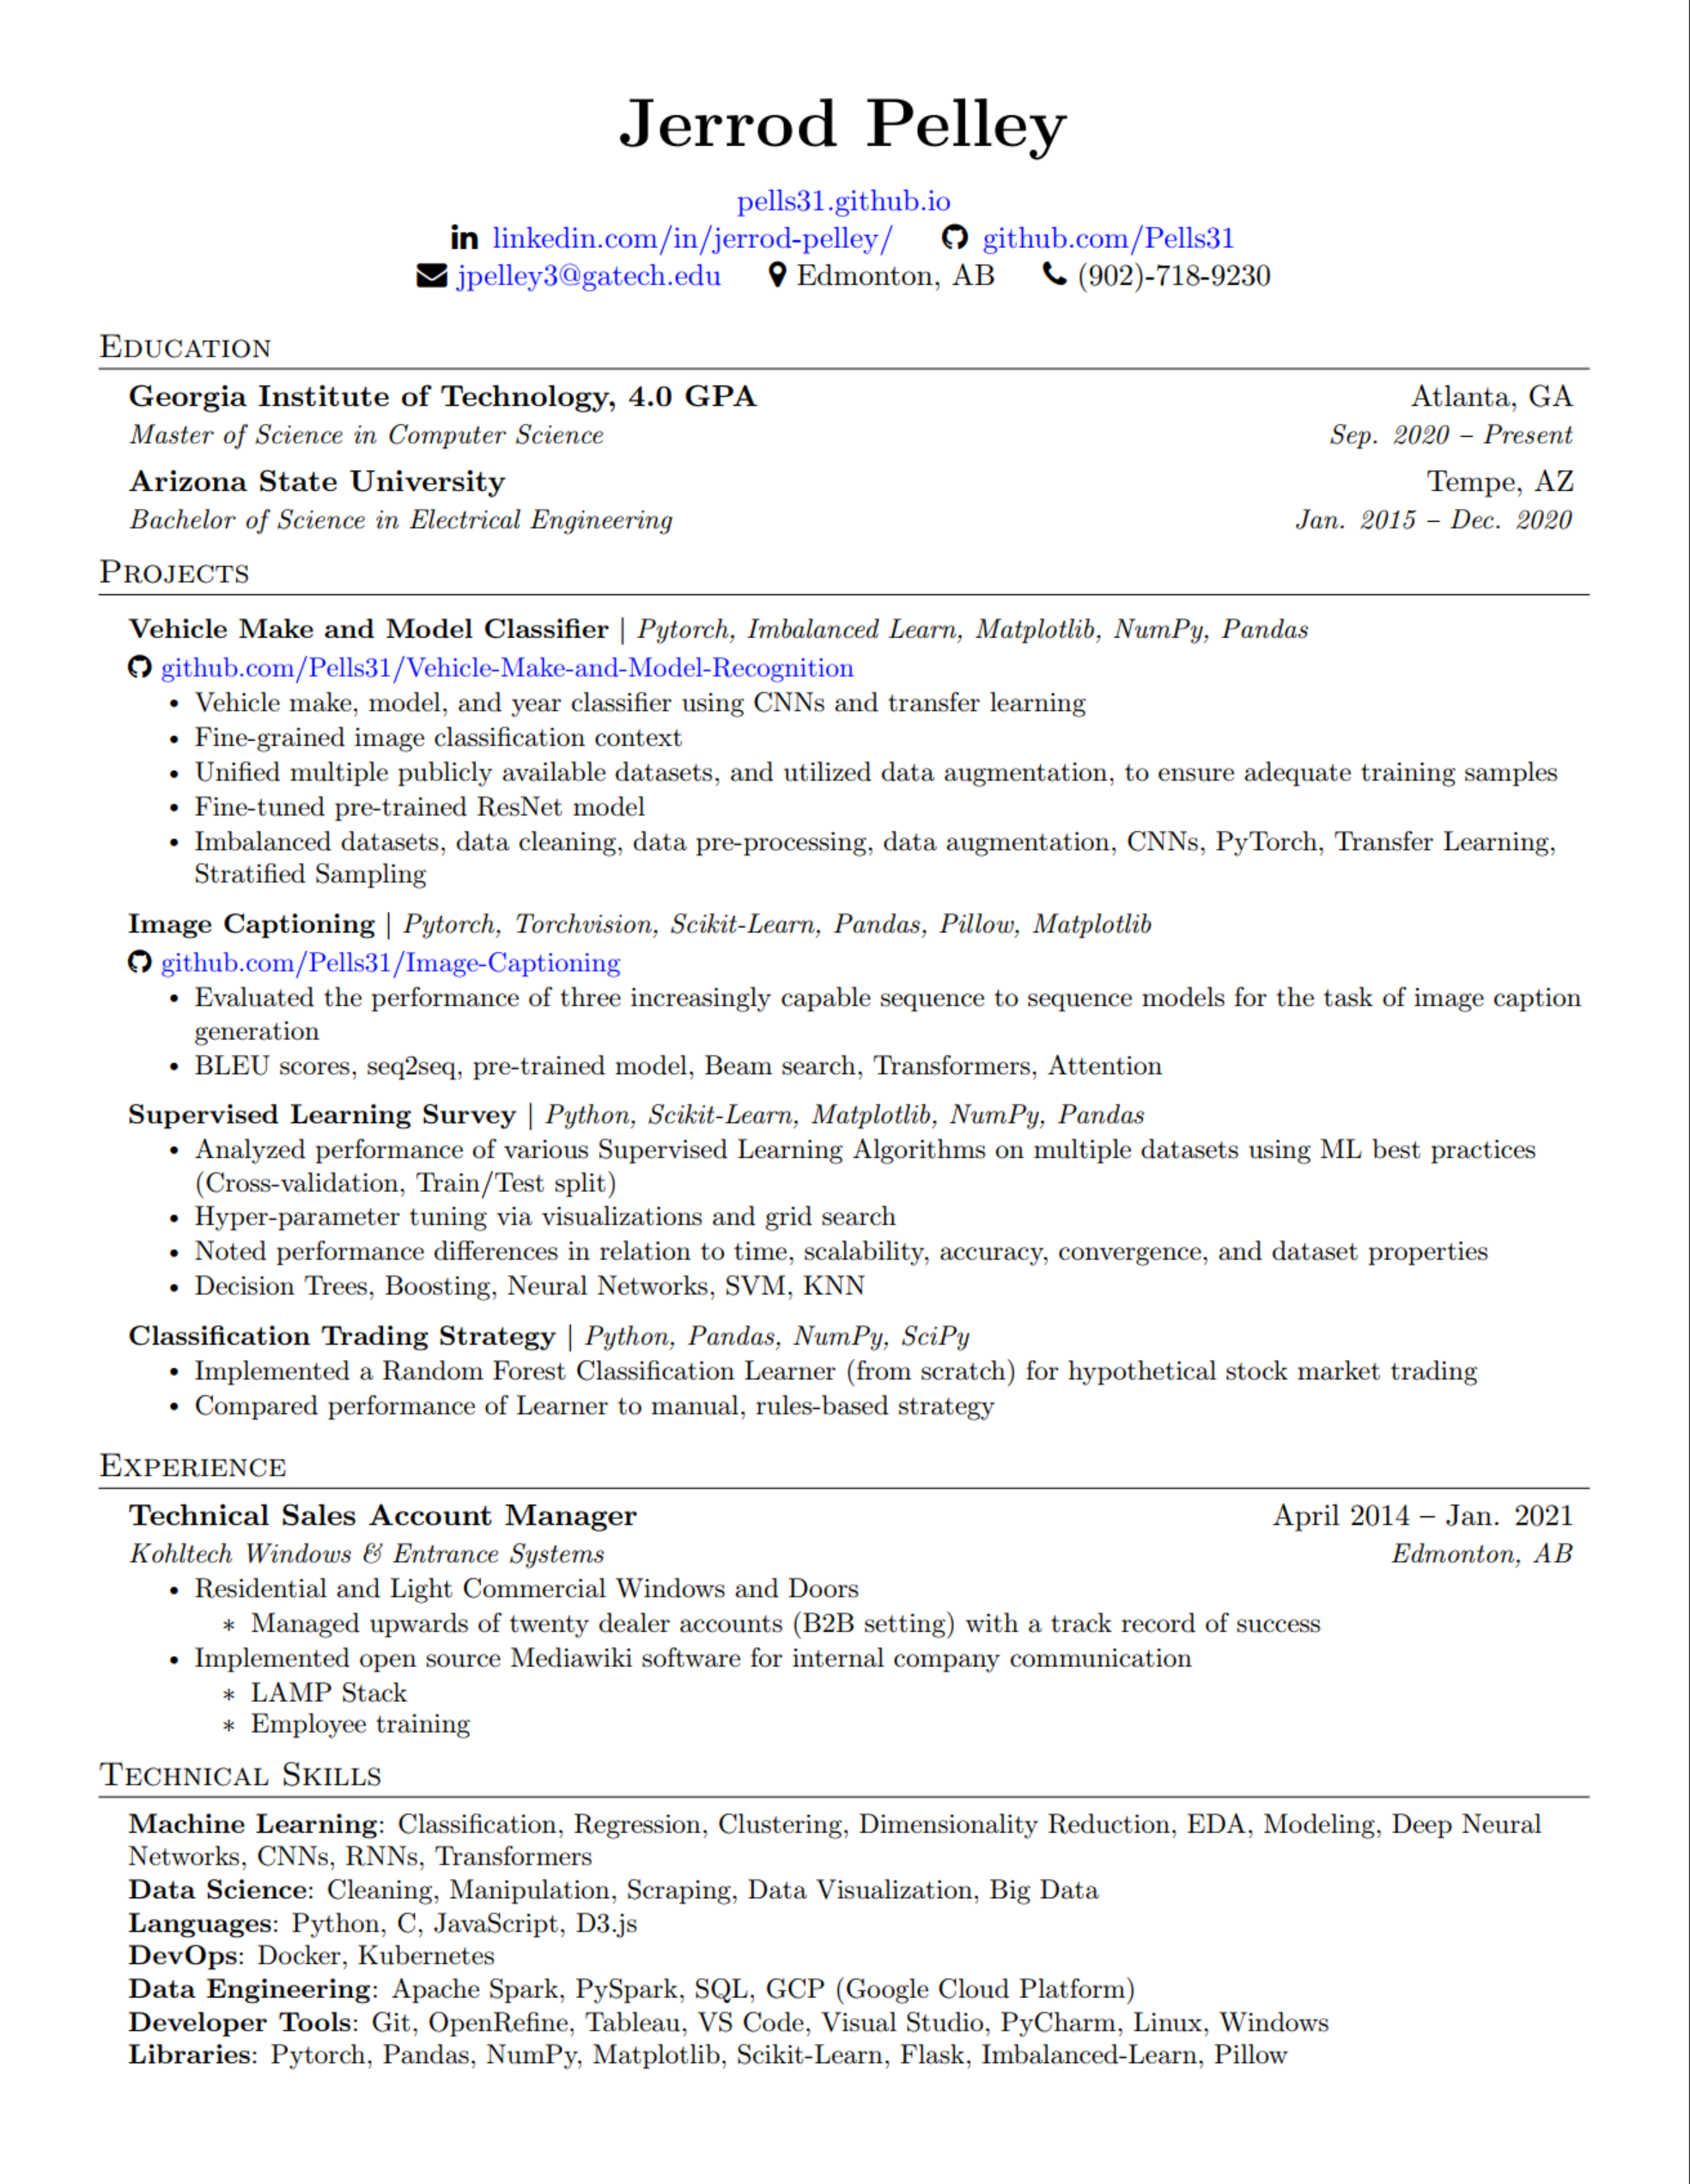 Jerrod Pelley
pells31.github.io
linkedin.com/in/jerrod-pelley/ github.com/Pells31
jpelley3@gatech.edu Edmonton, AB (902)-718-9230
Education
Georgia Institute of Technology, 4.0 GPA Atlanta, GA
Master of Science in Computer Science Sep. 2020 – Present
Arizona State University Tempe, AZ
Bachelor of Science in Electrical Engineering Jan. 2015 – Dec. 2020
Projects
Vehicle Make and Model Classifier | Pytorch, Imbalanced Learn, Matplotlib, NumPy, Pandas
github.com/Pells31/Vehicle-Make-and-Model-Recognition
• Vehicle make, model, and year classifier using CNNs and transfer learning
• Fine-grained image classification context
• Unified multiple publicly available datasets, and utilized data augmentation, to ensure adequate training samples
• Fine-tuned pre-trained ResNet model
• Imbalanced datasets, data cleaning, data pre-processing, data augmentation, CNNs, PyTorch, Transfer Learning,
Stratified Sampling
Image Captioning | Pytorch, Torchvision, Scikit-Learn, Pandas, Pillow, Matplotlib
github.com/Pells31/Image-Captioning
• Evaluated the performance of three increasingly capable sequence to sequence models for the task of image caption
generation
• BLEU scores, seq2seq, pre-trained model, Beam search, Transformers, Attention
Supervised Learning Survey | Python, Scikit-Learn, Matplotlib, NumPy, Pandas
• Analyzed performance of various Supervised Learning Algorithms on multiple datasets using ML best practices
(Cross-validation, Train/Test split)
• Hyper-parameter tuning via visualizations and grid search
• Noted performance differences in relation to time, scalability, accuracy, convergence, and dataset properties
• Decision Trees, Boosting, Neural Networks, SVM, KNN
Classification Trading Strategy | Python, Pandas, NumPy, SciPy
• Implemented a Random Forest Classification Learner (from scratch) for hypothetical stock market trading
• Compared performance of Learner to manual, rules-based strategy
Experience
Technical Sales Account Manager April 2014 – Jan. 2021
Kohltech Windows & Entrance Systems Edmonton, AB
• Residential and Light Commercial Windows and Doors
* Managed upwards of twenty dealer accounts (B2B setting) with a track record of success
• Implemented open source Mediawiki software for internal company communication
* LAMP Stack
* Employee training
Technical Skills
Machine Learning: Classification, Regression, Clustering, Dimensionality Reduction, EDA, Modeling, Deep Neural
Networks, CNNs, RNNs, Transformers
Data Science: Cleaning, Manipulation, Scraping, Data Visualization, Big Data
Languages: Python, C, JavaScript, D3.js
DevOps: Docker, Kubernetes
Data Engineering: Apache Spark, PySpark, SQL, GCP (Google Cloud Platform)
Developer Tools: Git, OpenRefine, Tableau, VS Code, Visual Studio, PyCharm, Linux, Windows
Libraries: Pytorch, Pandas, NumPy, Matplotlib, Scikit-Learn, Flask, Imbalanced-Learn, Pillow